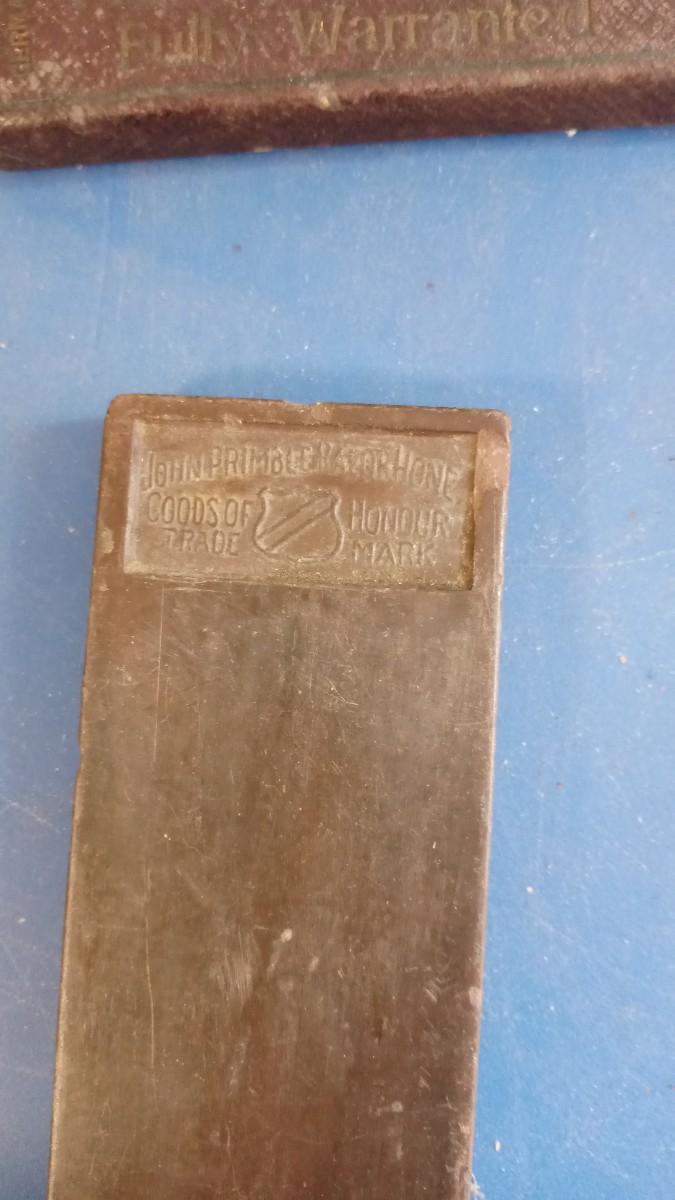 Fully Warranted
JOHN PRIMBLE RAZOR HONE
GOODS OF HONOUR
TRADE MARK